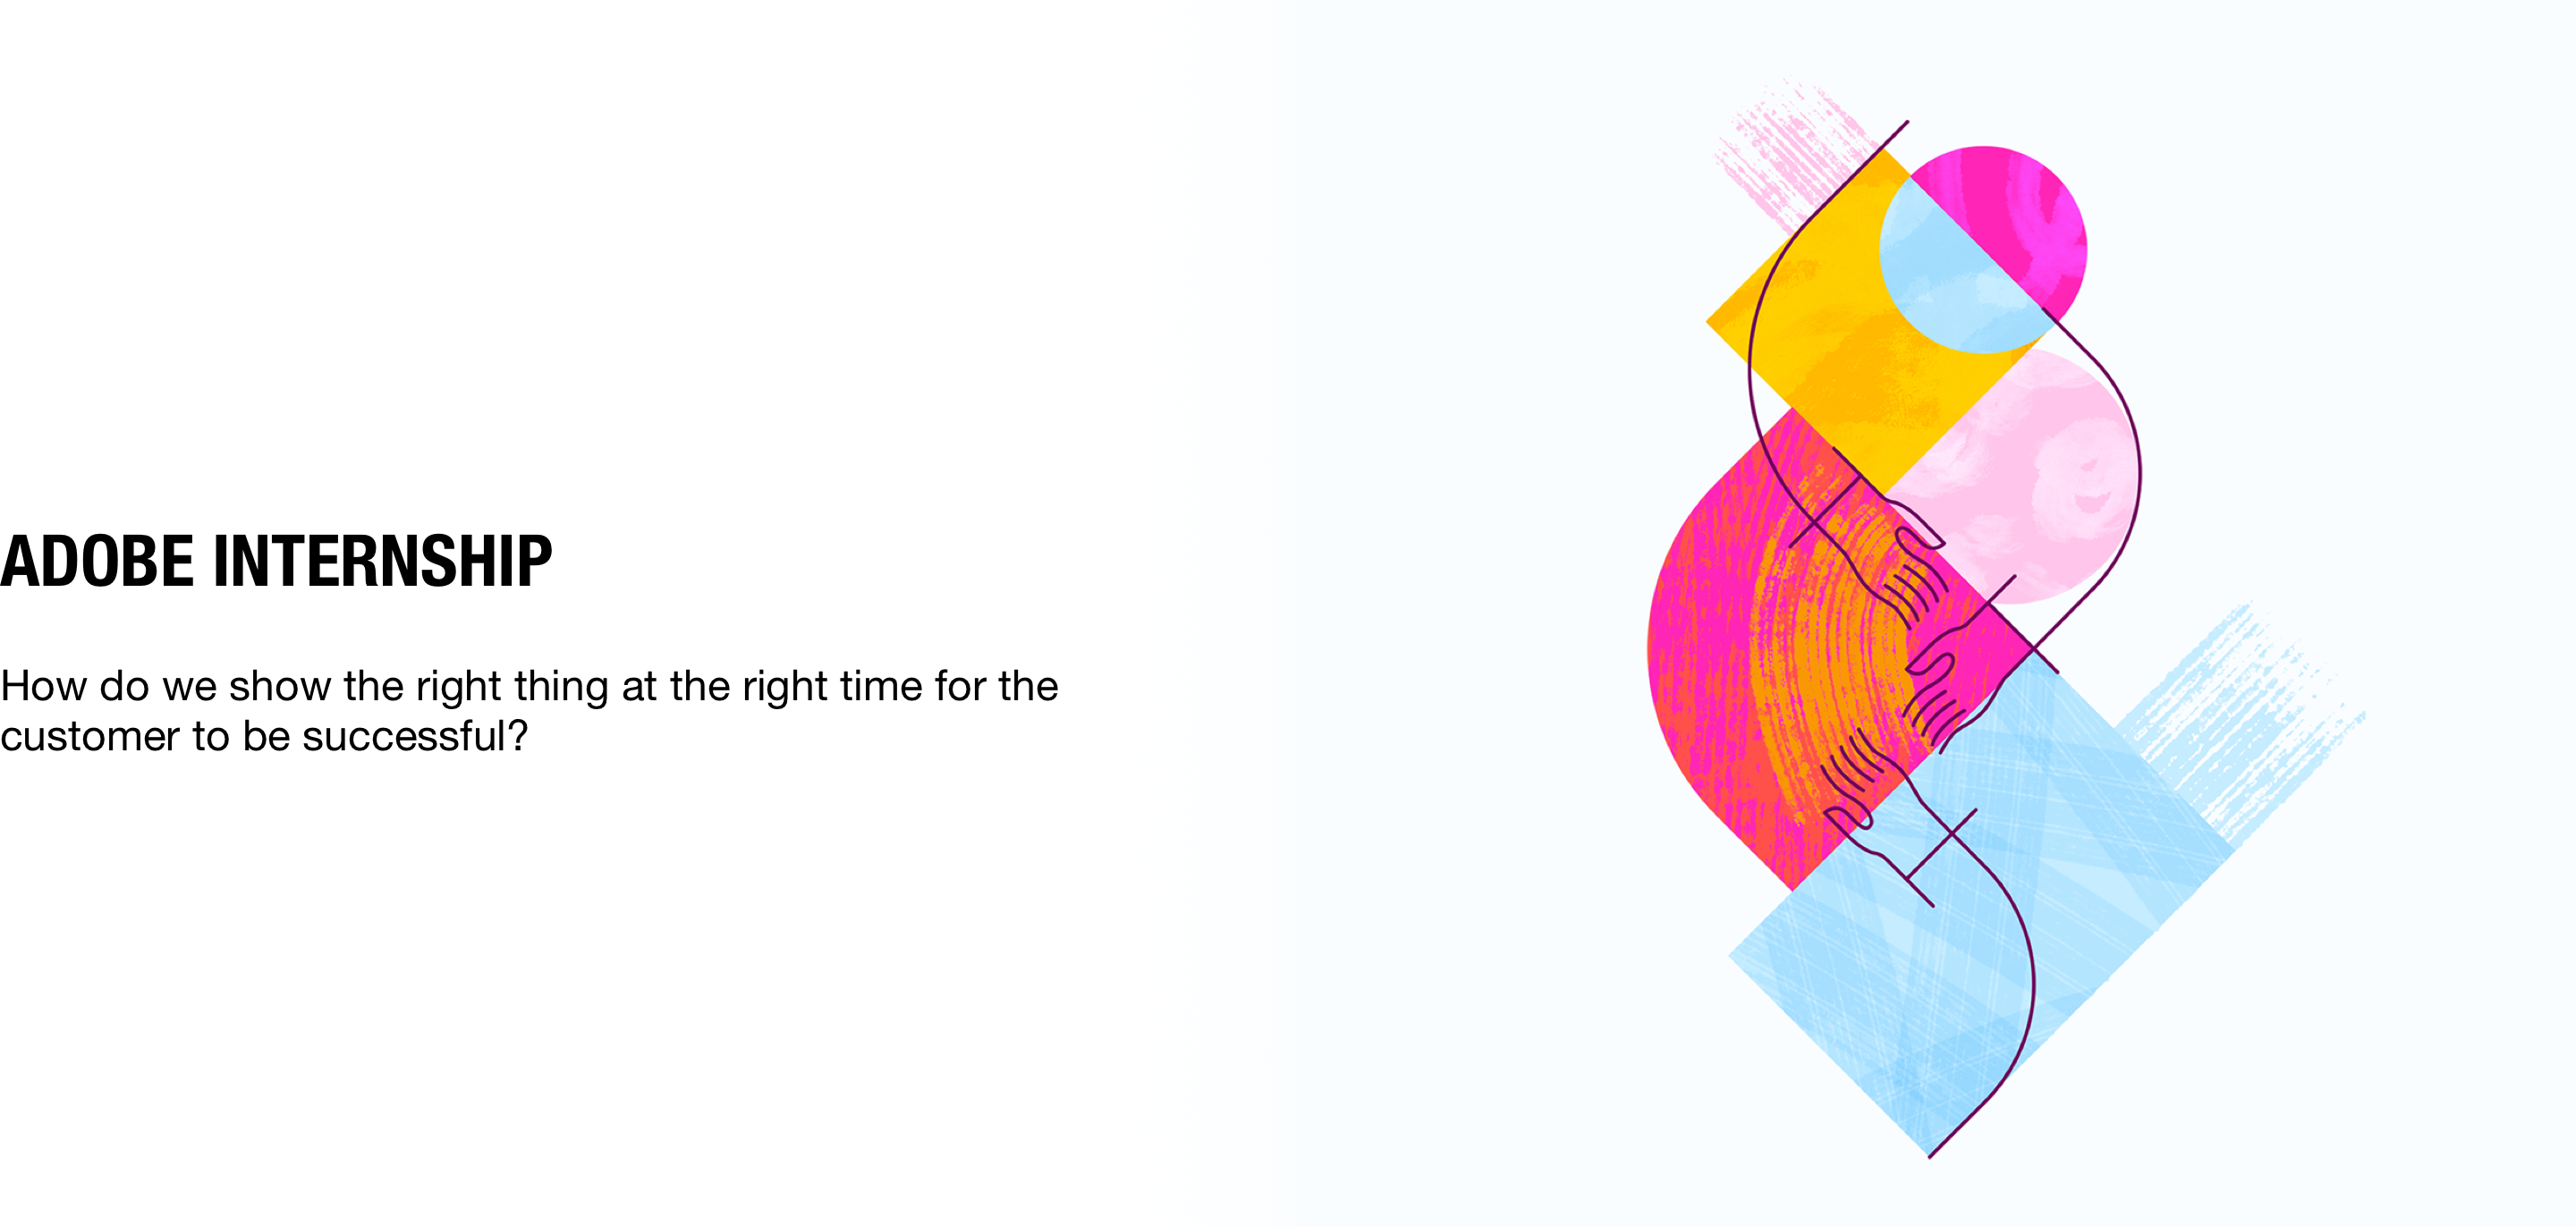 ADOBE INTERNSHIP
How do we show the right thing at the right time for the
customer to be successful?